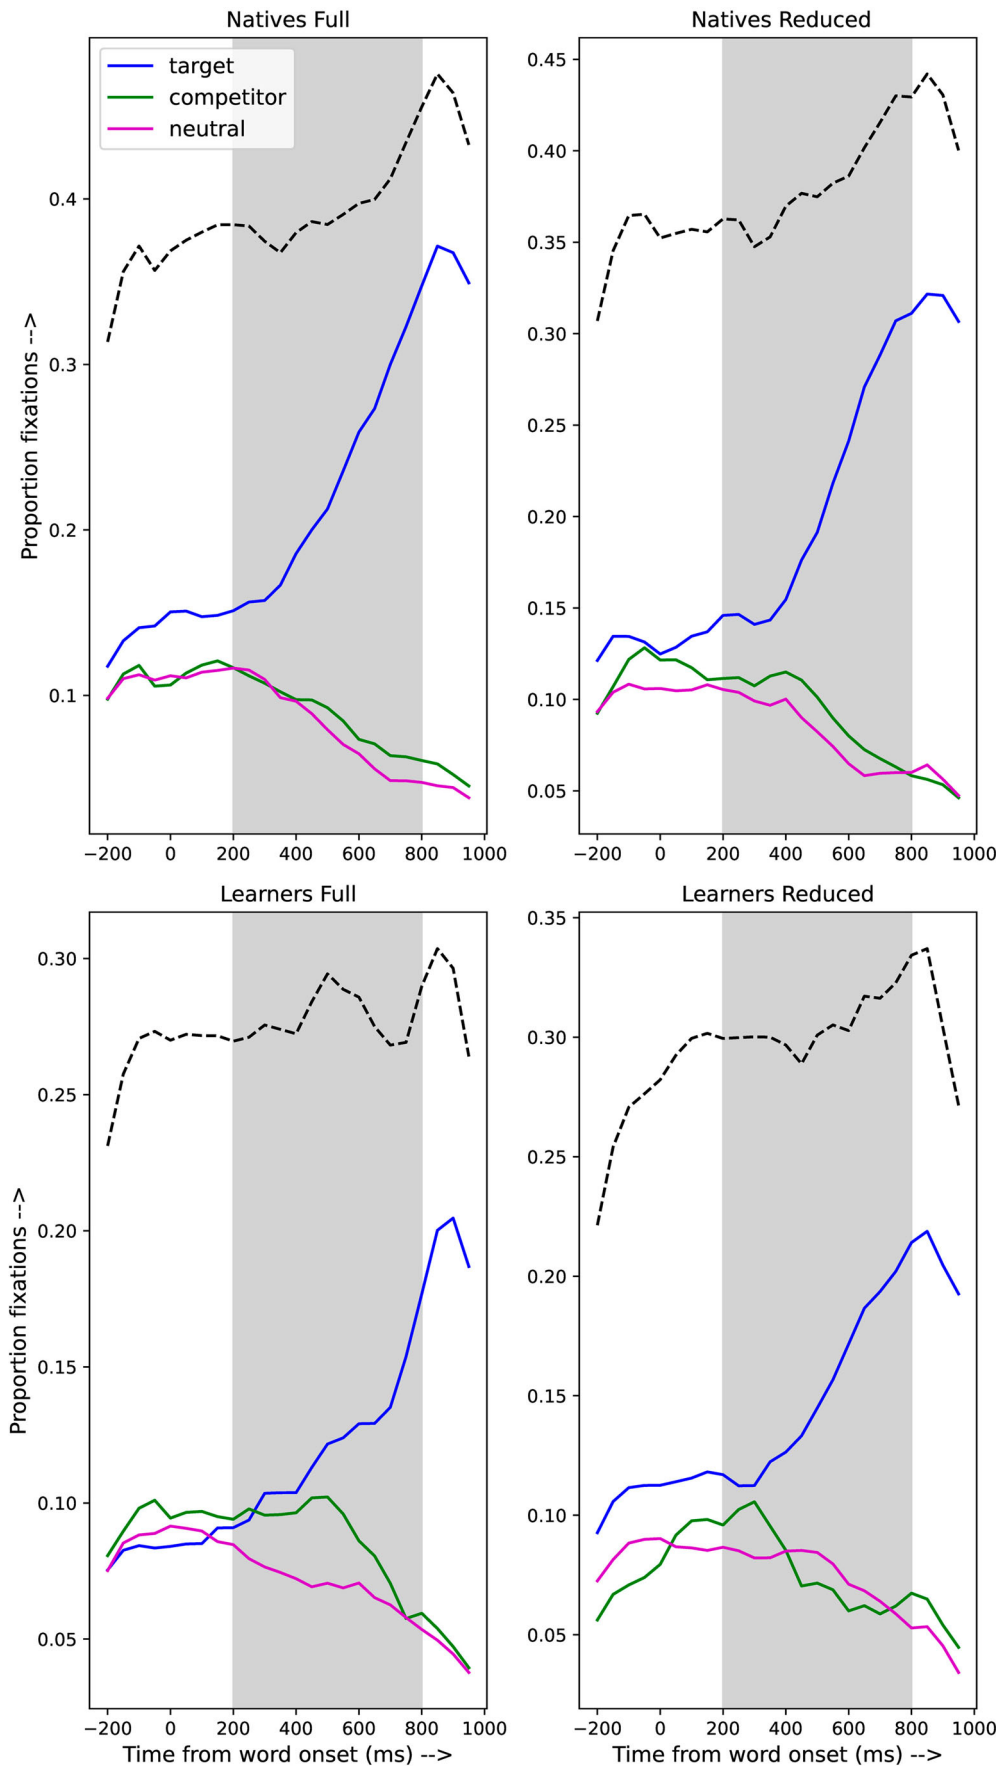 Natives Full
Natives Reduced
target
competitor
neutral
Proportion fixations -->
0.4
0.3
0.2
0.1
−200 0 200 400 600 800 1000
0.45
0.40
0.35
0.30
0.25
0.20
0.15
0.10
0.05
−200 0 200 400 600 800 1000
Learners Full
Learners Reduced
Proportion fixations -->
0.30
0.25
0.20
0.15
0.10
0.05
−200 0 200 400 600 800 1000
Time from word onset (ms) -->
0.35
0.30
0.25
0.20
0.15
0.10
0.05
−200 0 200 400 600 800 1000
Time from word onset (ms) -->